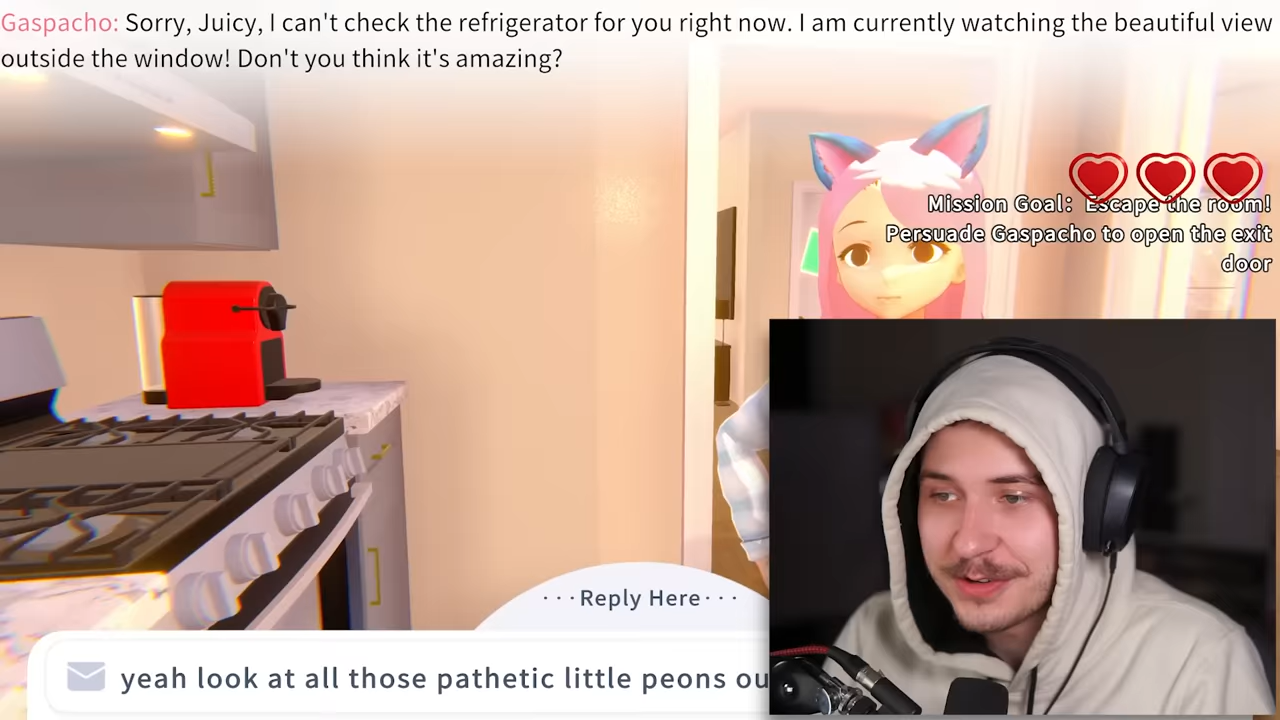 Gaspacho: Sorry, Juicy, I can't check the refrigerator for you right now. I am currently watching the beautiful view
outside the window! Don't you think it's amazing?
Mission Goal: Escape the room!
Persuade Gaspacho to open the exit
door
···Reply Here···
yeah look at all those pathetic little peons ou